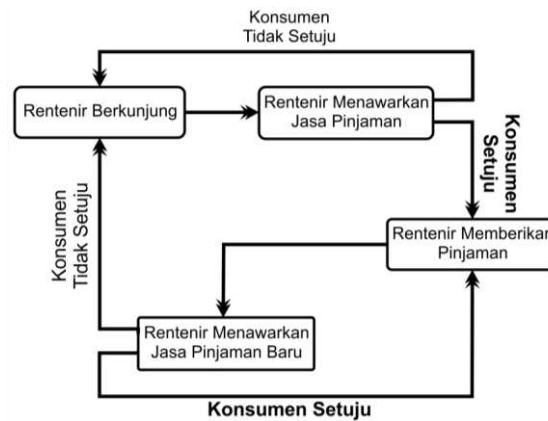 Konsumen
Tidak Setuju
Rentenir Berkunjung
Rentenir Menawarkan
Jasa Pinjaman
Konsumen
Setuju
Konsumen
Tidak Setuju
Rentenir Memberikan
Pinjaman
Rentenir Menawarkan
Jasa Pinjaman Baru
Konsumen Setuju